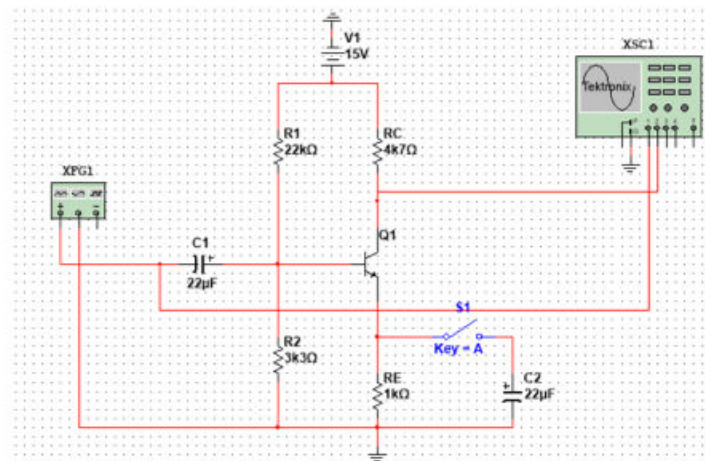 V1
15V
XSC1
Tektronix
R1
22kΩ
RC
4k7Ω
XFG1
C1
22µF
Q1
S1
Key = A
R2
3k3Ω
RE
1kΩ
C2
22µF